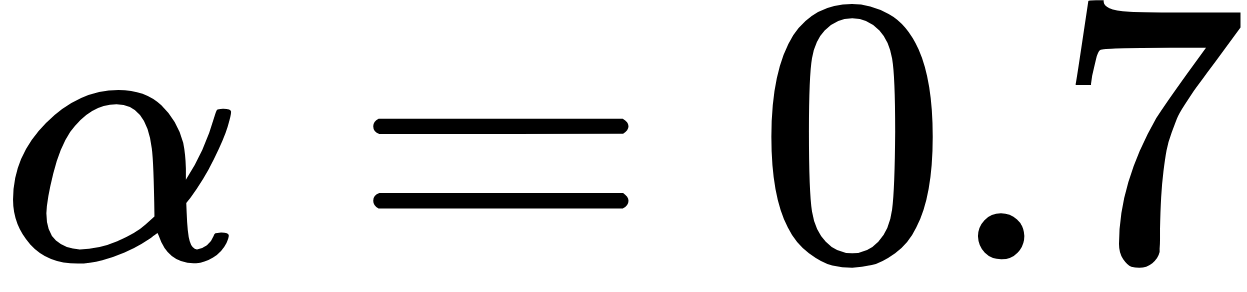 α = 0.7